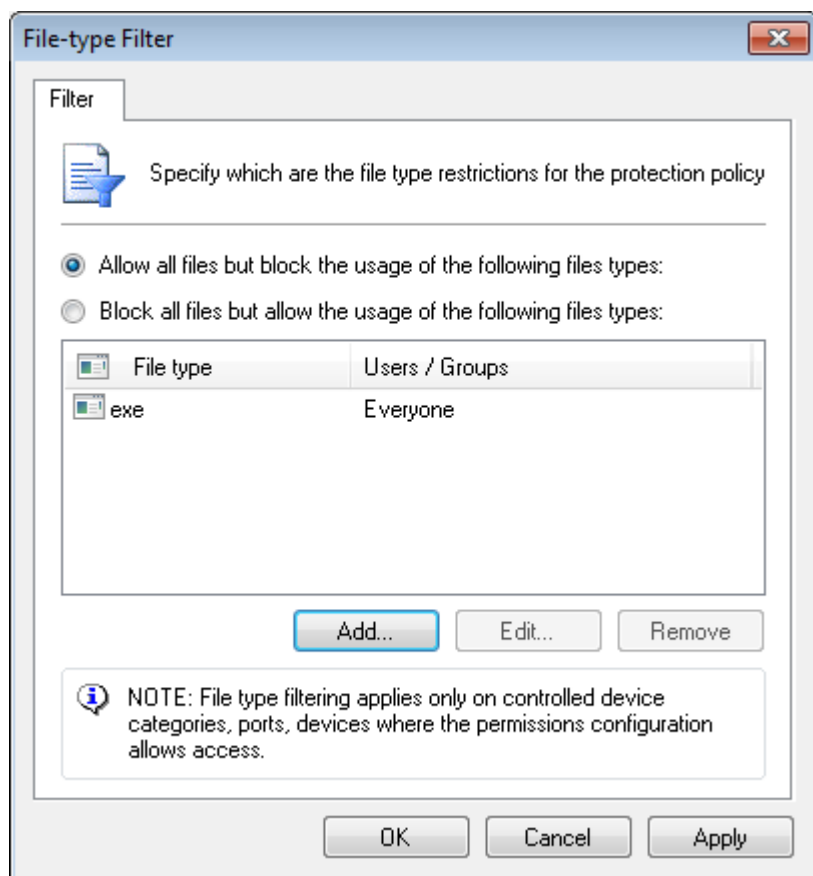 File-type Filter
Filter
Specify which are the file type restrictions for the protection policy
Allow all files but block the usage of the following files types:
Block all files but allow the usage of the following files types:
File type Users / Groups
exe Everyone
Add... Edit... Remove
NOTE: File type filtering applies only on controlled device
categories, ports, devices where the permissions configuration
allows access.
OK Cancel Apply